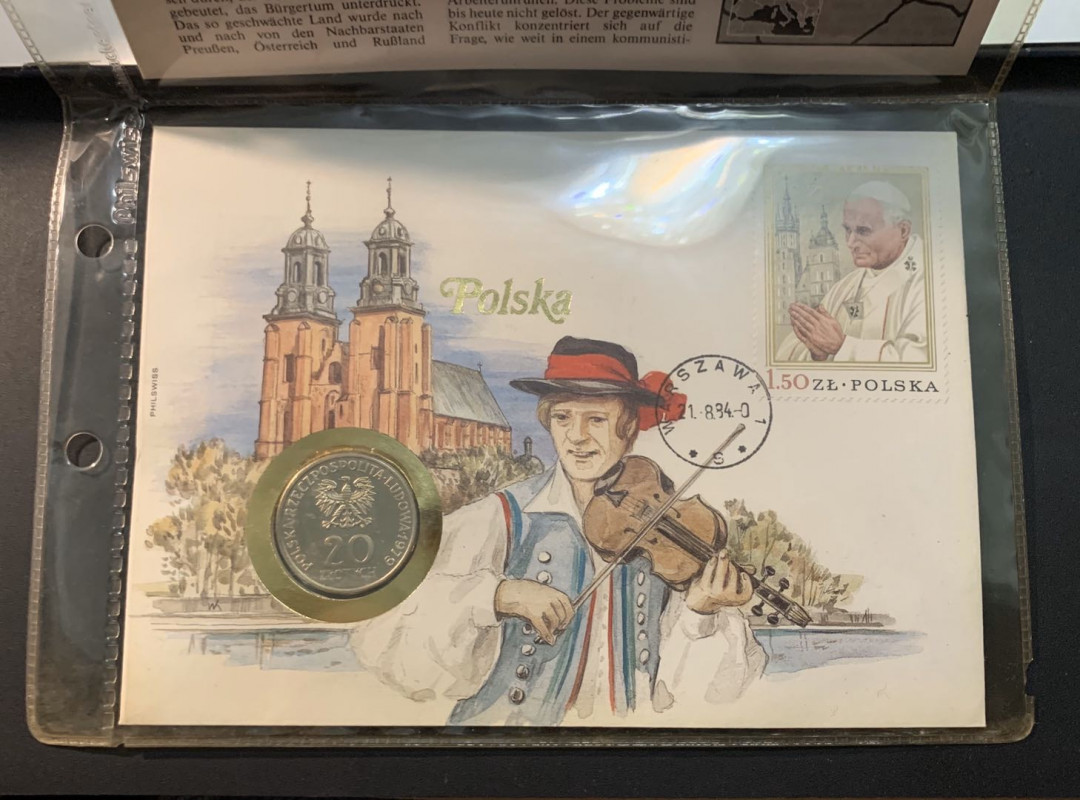 gebeutet, das Bürgertum unterdrückt.
Das so geschwächte Land wurde nach
und nach von den Nachbarstaaten
Preußen, Österreich und Rußland
bis heute nicht gelöst. Der gegenwärtige
Konflikt konzentriert sich auf die
Frage, wie weit in einem kommunisti-
philswiss
PHILSWISS
Polska
1.50 ZŁ · POLSKA
WARSZAWA 1
21.-8.84.-0
S
POLSKA RZECZPOSPOLITA LUDOWA 1979
20
ZŁOTYCH